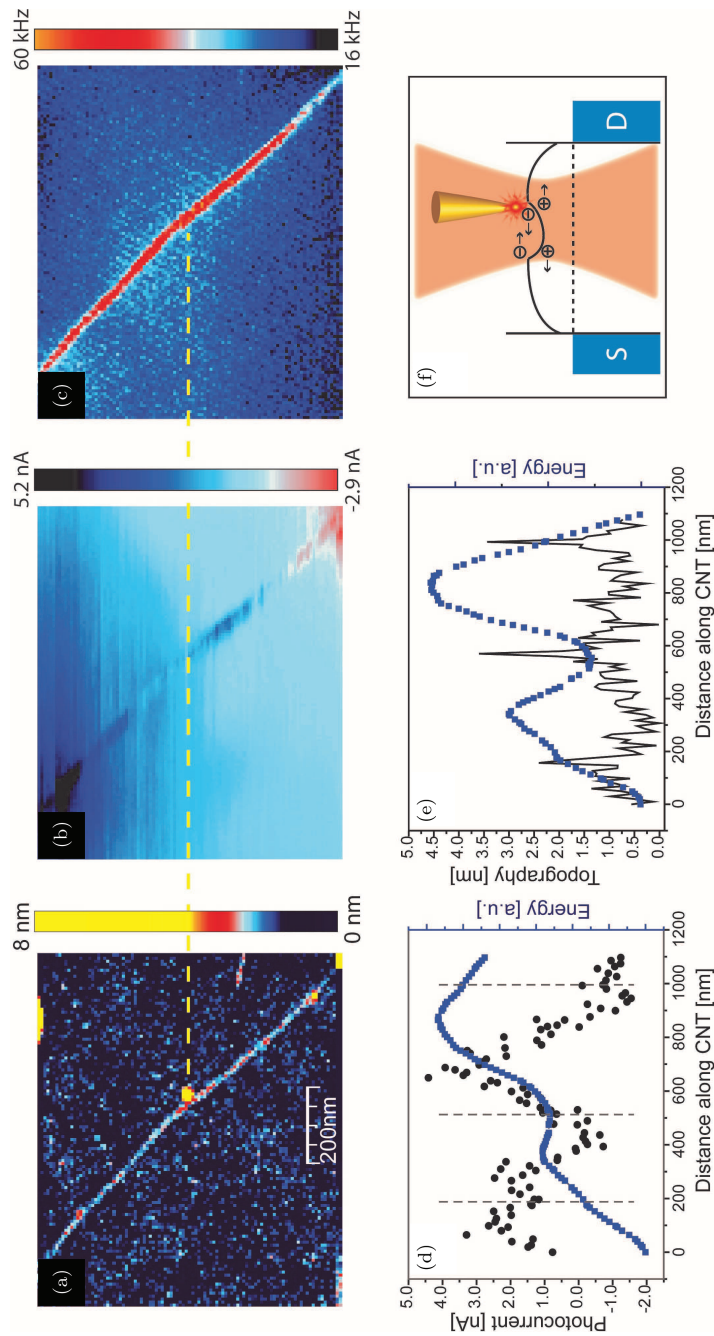 (a)
200nm
8 nm
0 nm
(b)
5.2 nA
-2.9 nA
(c)
60 kHz
16 kHz
(d)
Photocurrent [nA]
5.0
4.0
3.0
2.0
1.0
0.0
-1.0
-2.0
0 200 400 600 800 1000 1200
Distance along CNT [nm]
Energy [a.u.]
(e)
Topography [nm]
5.0
4.5
4.0
3.5
3.0
2.5
2.0
1.5
1.0
0.5
0.0
0 200 400 600 800 1000 1200
Distance along CNT [nm]
Energy [a.u.]
(f)
S
D